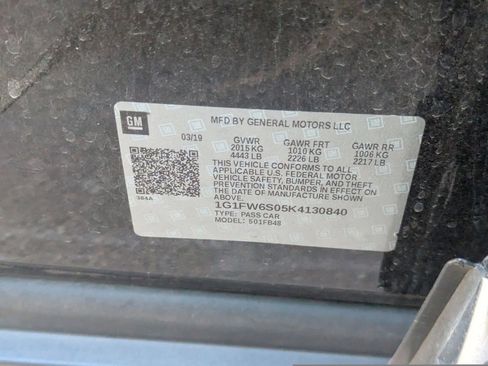 GM
MFD BY GENERAL MOTORS LLC
03/19 GVWR GAWR FRT GAWR RR
2015 KG 1010 KG 1006 KG
4443 LB 2226 LB 2217 LB
THIS VEHICLE CONFORMS TO ALL
APPLICABLE U.S. FEDERAL MOTOR
VEHICLE SAFETY, BUMPER, AND THEFT
PREVENTION STANDARDS IN EFFECT ON
THE DATE OF MANUFACTURE SHOWN
ABOVE.
384A
1G1FW6S05K4130840
TYPE: PASS CAR
MODEL: 501FB48